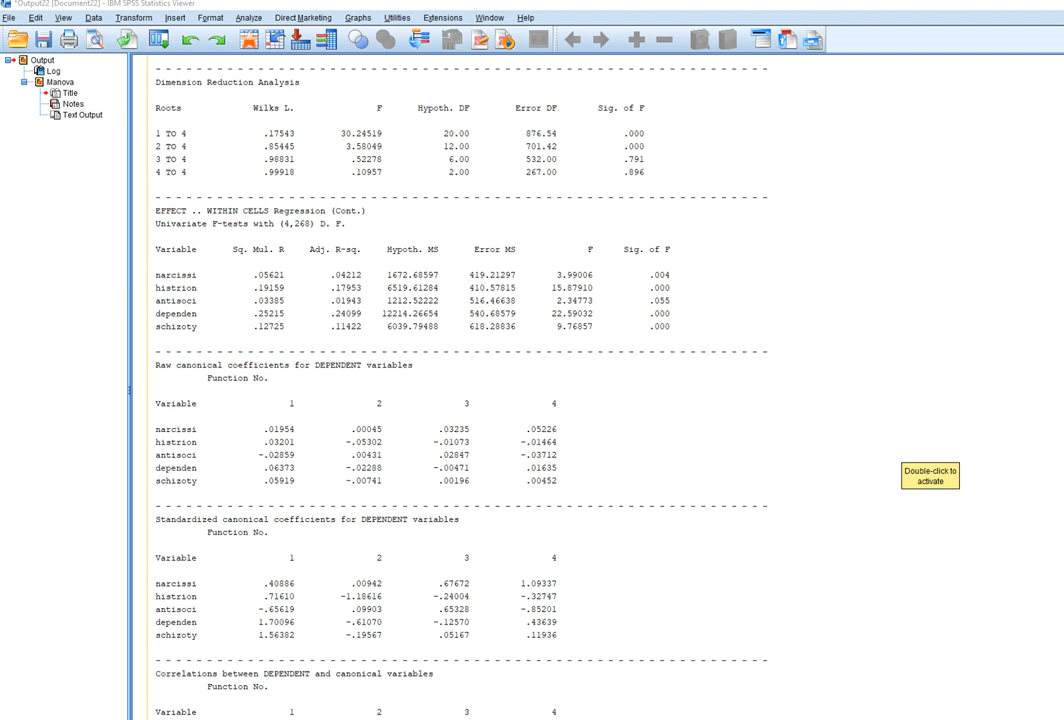 *Output22 [Document22] - IBM SPSS Statistics Viewer
File Edit View Data Transform Insert Format Analyze Direct Marketing Graphs Utilities Extensions Window Help
Output
Log
Manova
Title
Notes
Text Output
Dimension Reduction Analysis
Roots Wilks L. F Hypoth. DF Error DF Sig. of F
1 TO 4 .17543 30.24519 20.00 876.54 .000
2 TO 4 .85445 3.58049 12.00 701.42 .000
3 TO 4 .98831 .52278 6.00 532.00 .791
4 TO 4 .99918 .10957 2.00 267.00 .896
EFFECT .. WITHIN CELLS Regression (Cont.)
Univariate F-tests with (4,268) D. F.
Variable Sq. Mul. R Adj. R-sq. Hypoth. MS Error MS F Sig. of F
narcissi .05621 .04212 1672.68597 419.21297 3.99006 .004
histrion .19159 .17953 6519.61284 410.57815 15.87910 .000
antisoci .03385 .01943 1212.52222 516.46638 2.34773 .055
dependen .25215 .24099 12214.26654 540.68579 22.59032 .000
schizoty .12725 .11422 6039.79488 618.28836 9.76857 .000
Raw canonical coefficients for DEPENDENT variables
Function No.
Variable 1 2 3 4
narcissi .01954 .00045 .03235 .05226
histrion .03201 -.05302 -.01073 -.01464
antisoci -.02859 .00431 .02847 -.03712
dependen .06373 -.02288 -.00471 .01635
schizoty .05919 -.00741 .00196 .00452
Double-click to
activate
Standardized canonical coefficients for DEPENDENT variables
Function No.
Variable 1 2 3 4
narcissi .40886 .00942 .67672 1.09337
histrion .71610 -1.18616 -.24004 -.32747
antisoci -.65619 .09903 .65328 -.85201
dependen 1.70096 -.61070 -.12570 .43639
schizoty 1.56382 -.19567 .05167 .11936
Correlations between DEPENDENT and canonical variables
Function No.
Variable 1 2 3 4